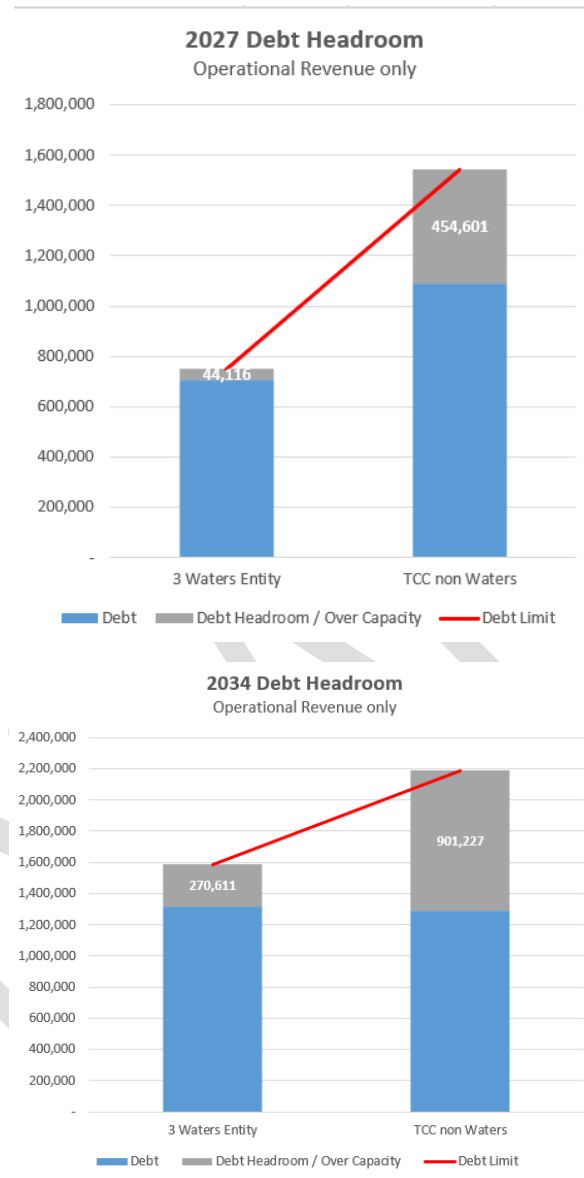 2027 Debt Headroom
Operational Revenue only
1,800,000
1,600,000
1,400,000
1,200,000
1,000,000
800,000
600,000
400,000
200,000
-
454,601
44,116
3 Waters Entity
TCC non Waters
Debt
Debt Headroom / Over Capacity
Debt Limit
2034 Debt Headroom
Operational Revenue only
2,400,000
2,200,000
2,000,000
1,800,000
1,600,000
1,400,000
1,200,000
1,000,000
800,000
600,000
400,000
200,000
-
901,227
270,611
3 Waters Entity
TCC non Waters
Debt
Debt Headroom / Over Capacity
Debt Limit